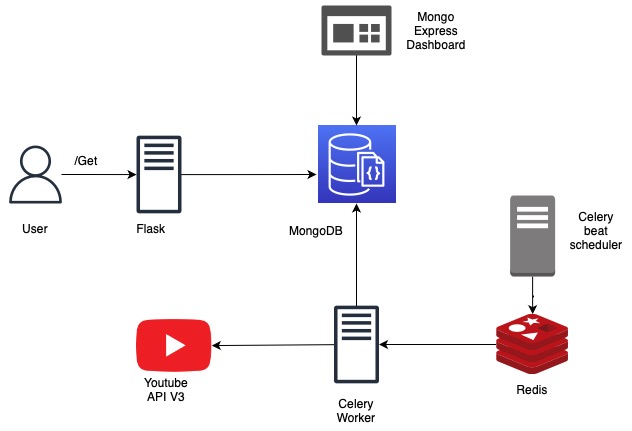 Mongo
Express
Dashboard
/Get
User
Flask
MongoDB
Celery
beat
scheduler
Youtube
API V3
Celery
Worker
Redis